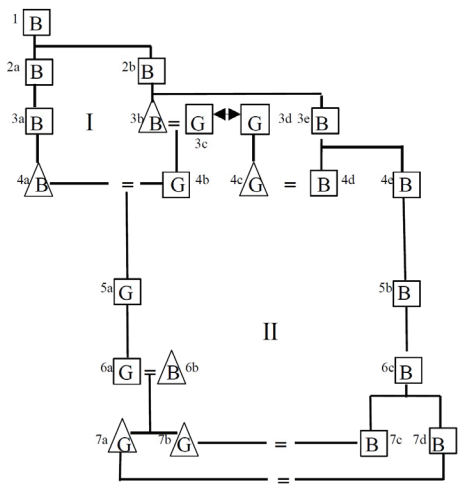 1 B
2a B 2b B
3a B I 3b B = G G 3d 3e B
3c
4a B = G 4b 4c G = B 4d 4e B
5a G 5b B
II
6a G = B 6b 6c B
7a G 7b G = B 7c 7d B
=